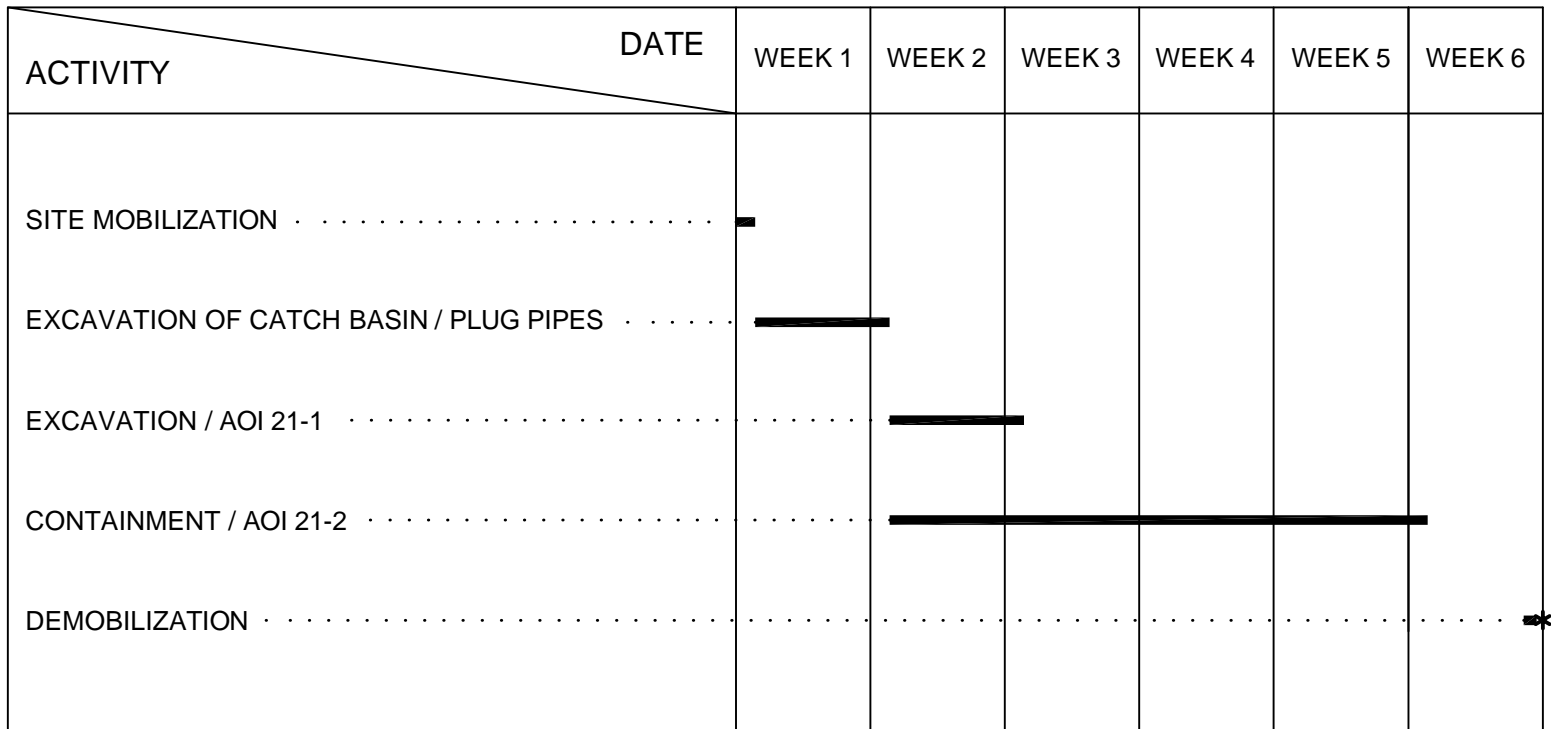 DATE
ACTIVITY
WEEK 1 WEEK 2 WEEK 3 WEEK 4 WEEK 5 WEEK 6
SITE MOBILIZATION
EXCAVATION OF CATCH BASIN / PLUG PIPES
EXCAVATION / AOI 21-1
CONTAINMENT / AOI 21-2
DEMOBILIZATION